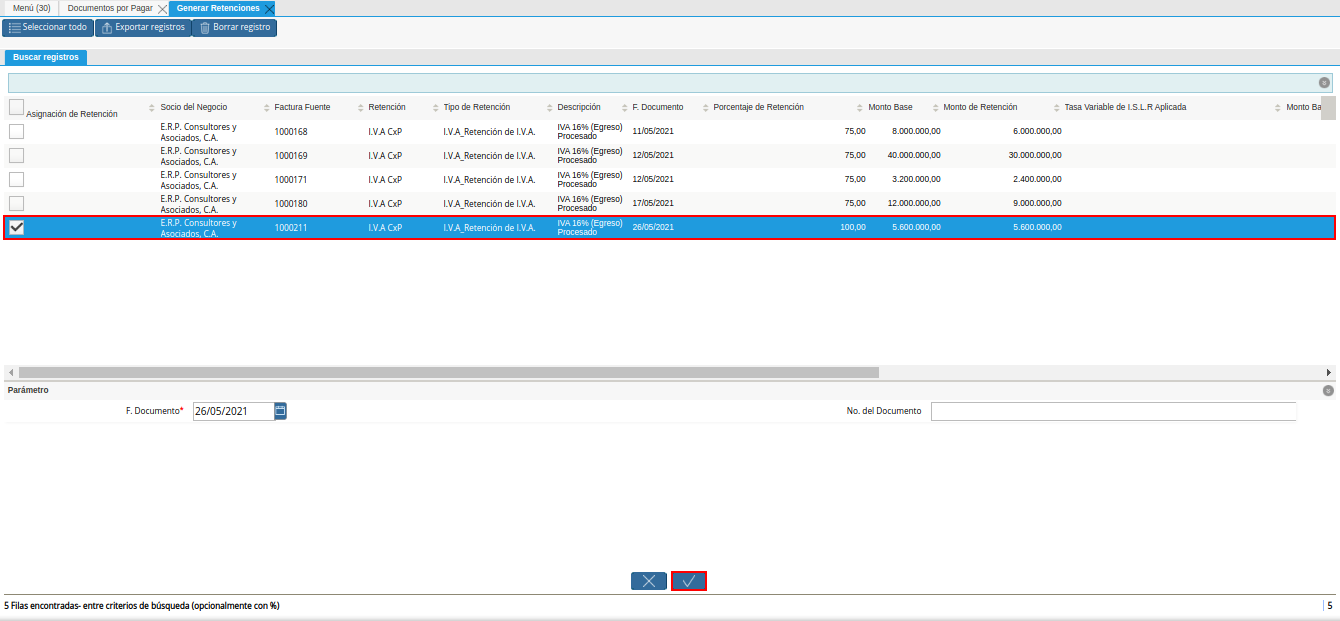 Menú (30) Documentos por Pagar Generar Retenciones
Seleccionar todo Exportar registros Borrar registro
Buscar registros
Asignación de Retención Socio del Negocio Factura Fuente Retención Tipo de Retención Descripción F. Documento Porcentaje de Retención Monto Base Monto de Retención Tasa Variable de I.S.L.R Aplicada Monto Ba
E.R.P. Consultores y Asociados, C.A. 1000168 I.V.A CxP I.V.A_Retención de I.V.A. IVA 16% (Egreso) Procesado 11/05/2021 75,00 8.000.000,00 6.000.000,00
E.R.P. Consultores y Asociados, C.A. 1000169 I.V.A CxP I.V.A_Retención de I.V.A. IVA 16% (Egreso) Procesado 12/05/2021 75,00 40.000.000,00 30.000.000,00
E.R.P. Consultores y Asociados, C.A. 1000171 I.V.A CxP I.V.A_Retención de I.V.A. IVA 16% (Egreso) Procesado 12/05/2021 75,00 3.200.000,00 2.400.000,00
E.R.P. Consultores y Asociados, C.A. 1000180 I.V.A CxP I.V.A_Retención de I.V.A. IVA 16% (Egreso) Procesado 17/05/2021 75,00 12.000.000,00 9.000.000,00
E.R.P. Consultores y Asociados, C.A. 1000211 I.V.A CxP I.V.A_Retención de I.V.A. IVA 16% (Egreso) Procesado 26/05/2021 100,00 5.600.000,00 5.600.000,00
Parámetro
F. Documento* 26/05/2021 No. del Documento
5 Filas encontradas- entre criterios de búsqueda (opcionalmente con %) 5